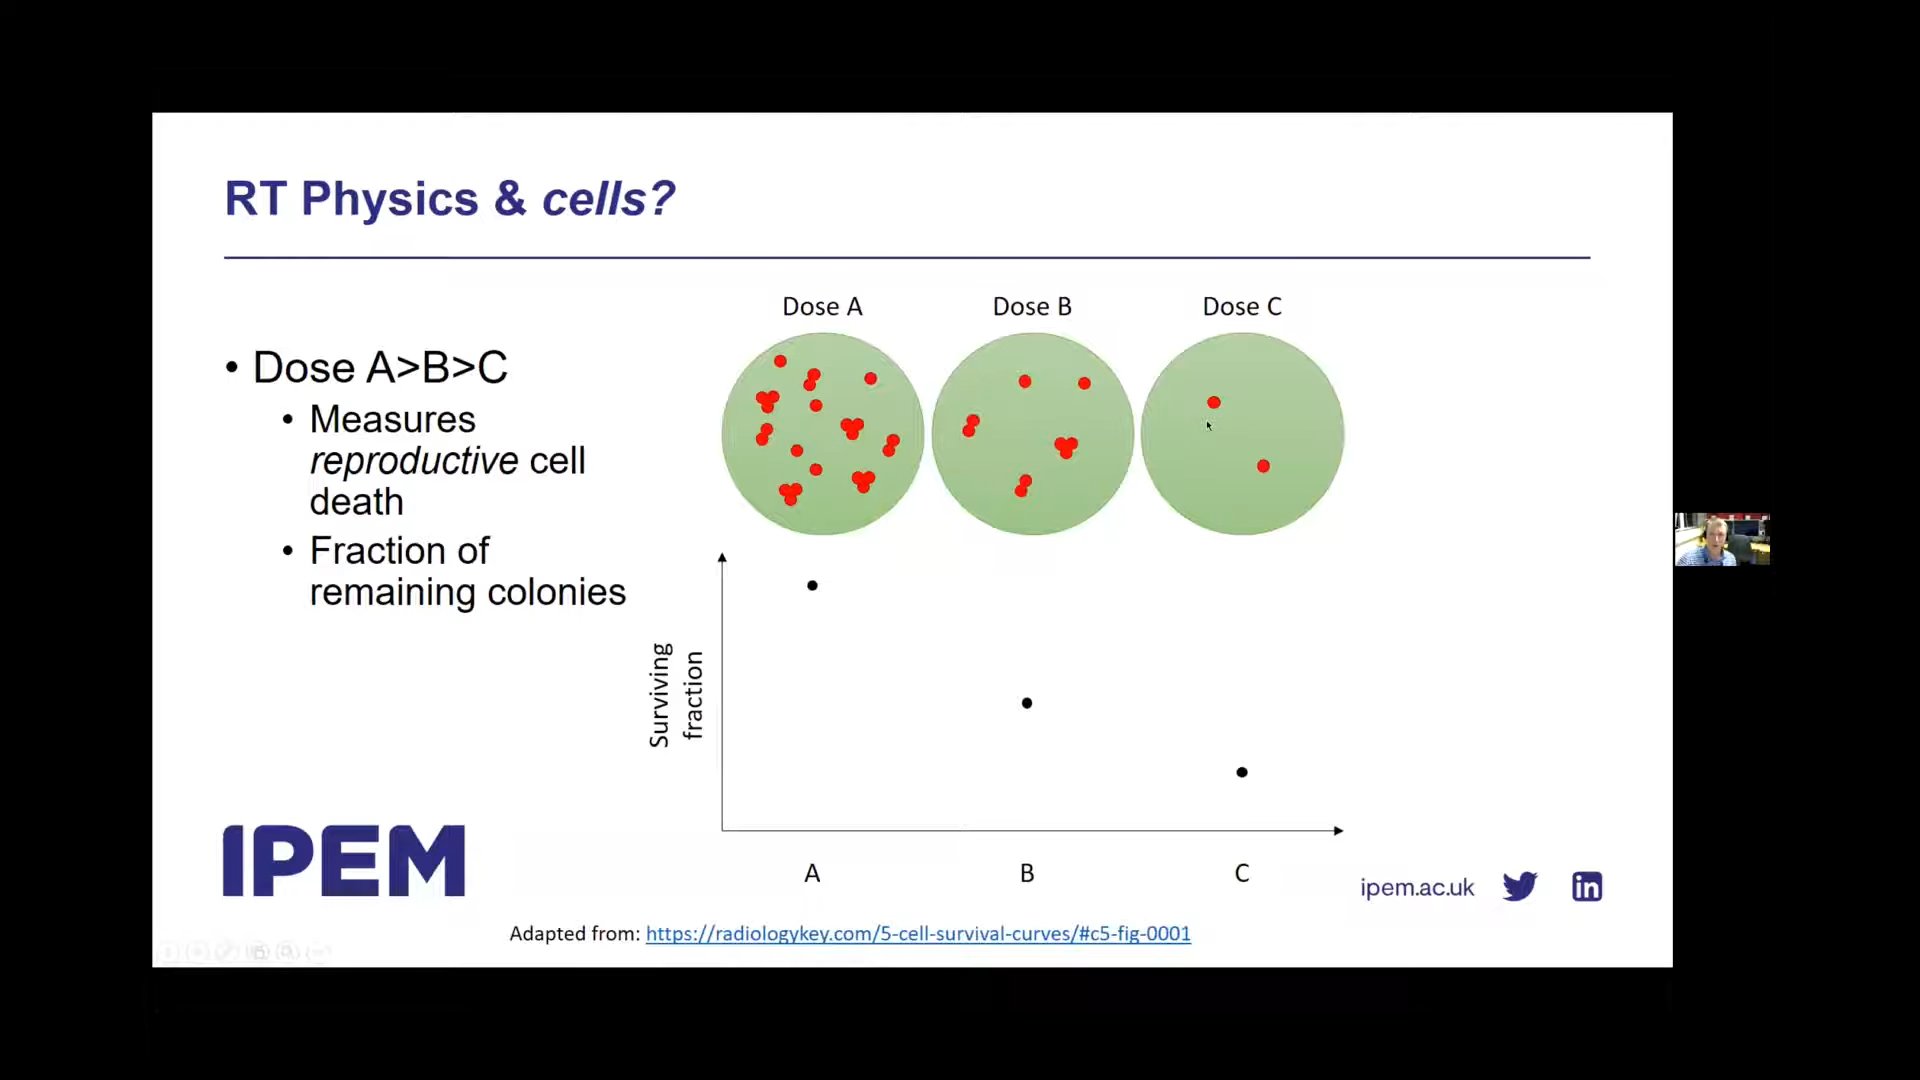 RT Physics & cells?
• Dose A>B>C
• Measures
reproductive cell
death
• Fraction of
remaining colonies
Dose A
Dose B
Dose C
Surviving
fraction
A
B
C
IPEM
ipem.ac.uk
in
Adapted from: https://radiologykey.com/5-cell-survival-curves/#c5-fig-0001